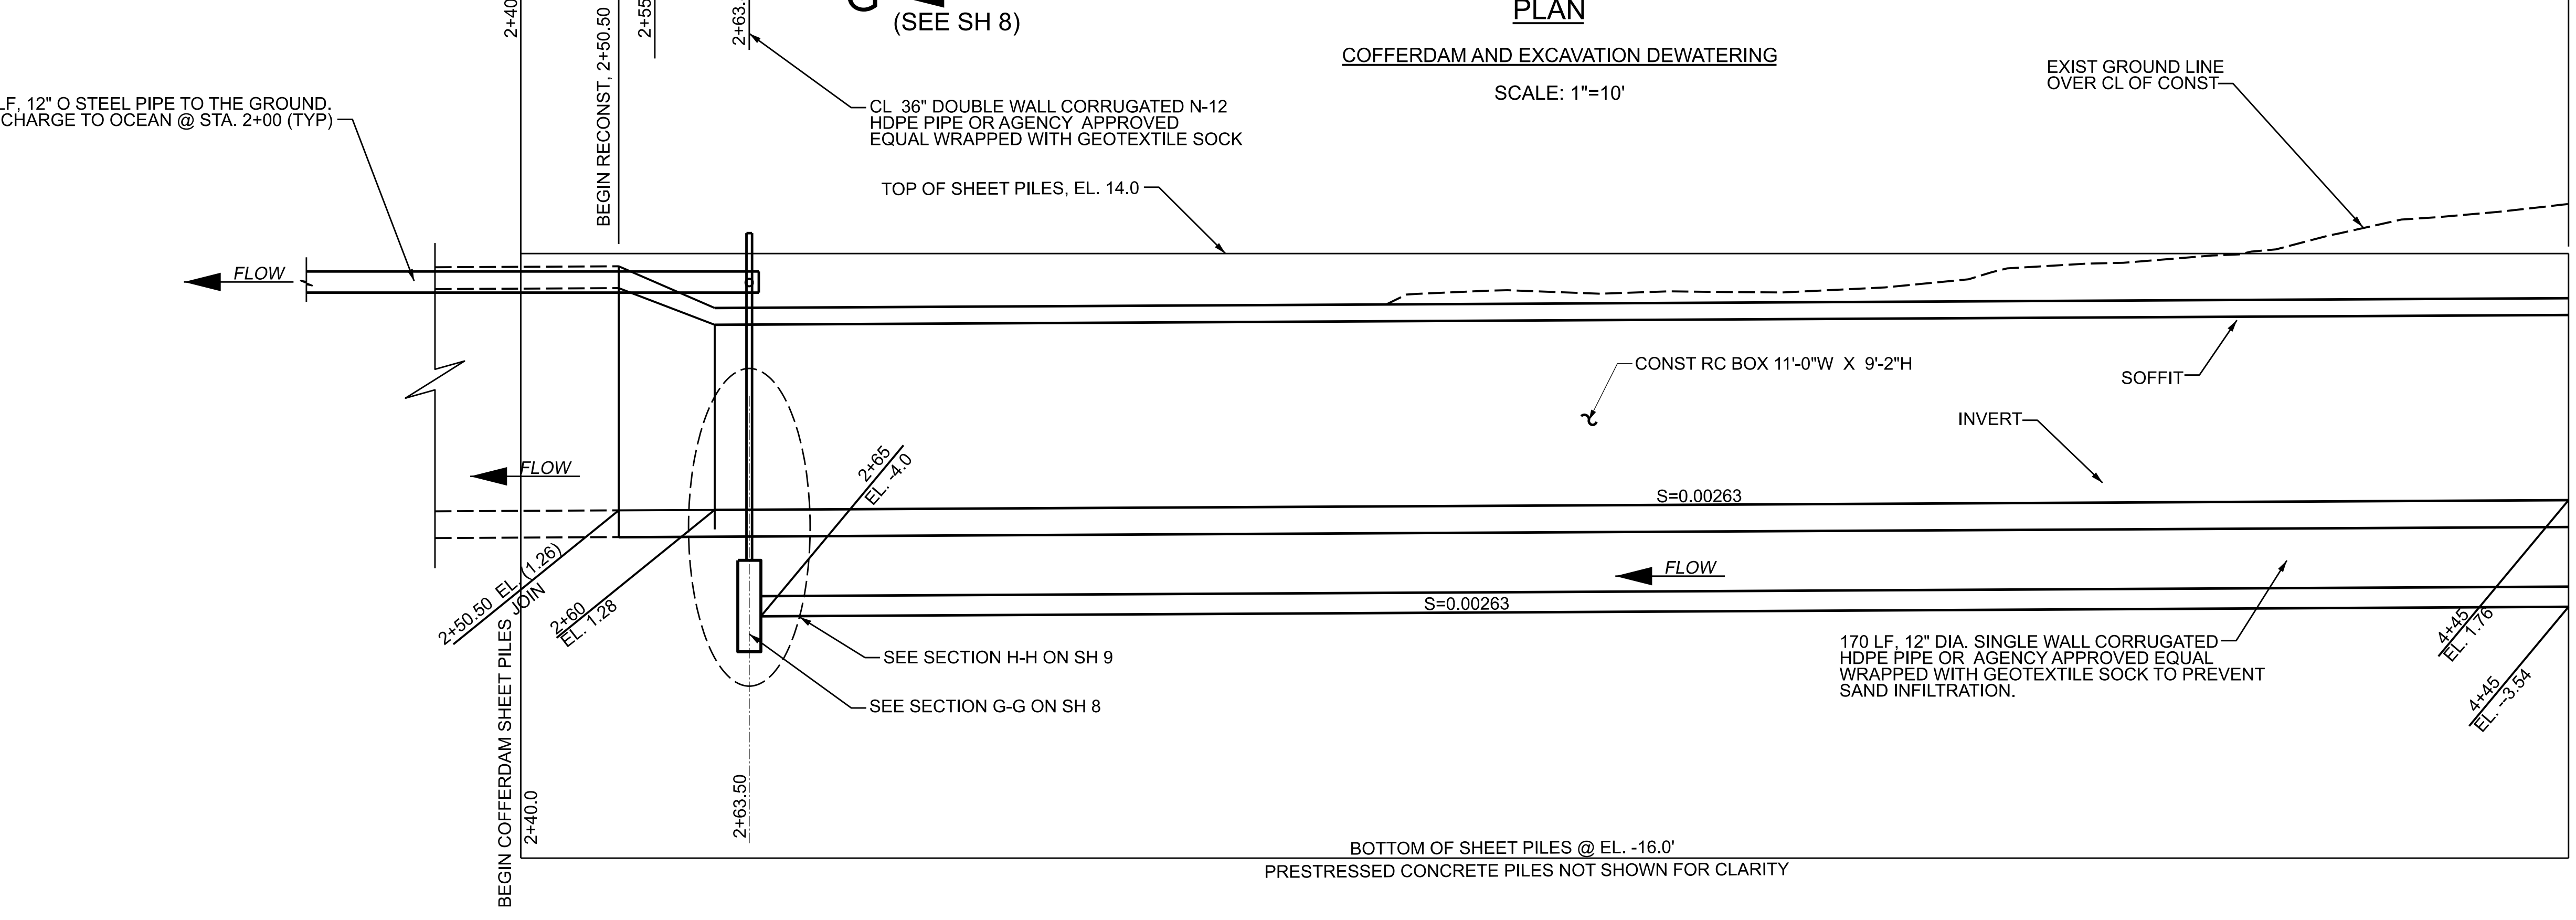 2+40
BEGIN RECONST, 2+50.50
2+55
2+63.
(SEE SH 8)
PLAN
COFFERDAM AND EXCAVATION DEWATERING
SCALE: 1"=10'
EXIST GROUND LINE
OVER CL OF CONST
LF, 12" O STEEL PIPE TO THE GROUND.
CHARGE TO OCEAN @ STA. 2+00 (TYP)
CL 36" DOUBLE WALL CORRUGATED N-12
HDPE PIPE OR AGENCY APPROVED
EQUAL WRAPPED WITH GEOTEXTILE SOCK
TOP OF SHEET PILES, EL. 14.0
FLOW
CONST RC BOX 11'-0"W X 9'-2"H
SOFFIT
INVERT
FLOW
2+65
EL. -4.0
S=0.00263
2+50.50 EL. (1.26)
JOIN
2+60
EL. 1.28
FLOW
S=0.00263
4+45
EL. 1.76
4+45
EL. --3.54
SEE SECTION H-H ON SH 9
SEE SECTION G-G ON SH 8
170 LF, 12" DIA. SINGLE WALL CORRUGATED
HDPE PIPE OR AGENCY APPROVED EQUAL
WRAPPED WITH GEOTEXTILE SOCK TO PREVENT
SAND INFILTRATION.
BEGIN COFFERDAM SHEET PILES
2+40.0
2+63.50
BOTTOM OF SHEET PILES @ EL. -16.0'
PRESTRESSED CONCRETE PILES NOT SHOWN FOR CLARITY